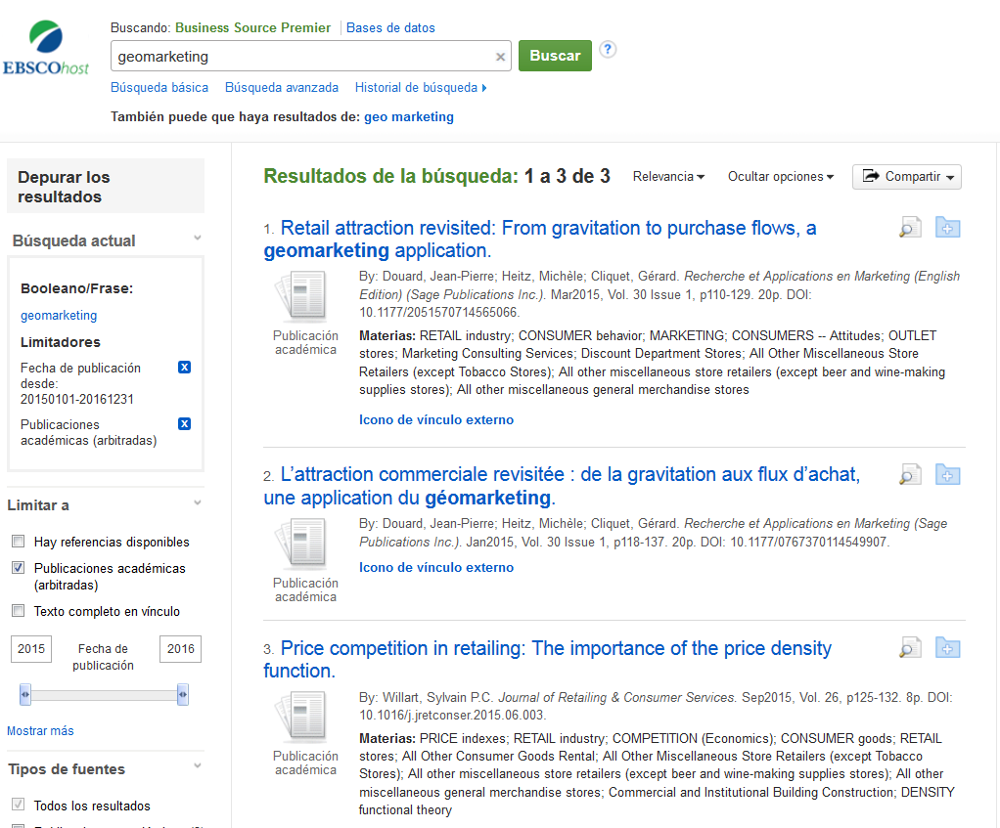 EBSCOhost
Buscando: Business Source Premier Bases de datos
geomarketing
Buscar
?
Búsqueda básica Búsqueda avanzada Historial de búsqueda
También puede que haya resultados de: geo marketing
Depurar los
resultados
Búsqueda actual
Booleano/Frase:
geomarketing
Limitadores
Fecha de publicación
desde:
20150101-20161231
Publicaciones
académicas (arbitradas)
Limitar a
Hay referencias disponibles
Publicaciones académicas
(arbitradas)
Texto completo en vínculo
2015 Fecha de publicación 2016
Mostrar más
Tipos de fuentes
Todos los resultados
Resultados de la búsqueda: 1 a 3 de 3
Relevancia Ocultar opciones Compartir
1. Retail attraction revisited: From gravitation to purchase flows, a
geomarketing application.
Publicación
académica
By: Douard, Jean-Pierre; Heitz, Michèle; Cliquet, Gérard. Recherche et Applications en Marketing (English
Edition) (Sage Publications Inc.). Mar2015, Vol. 30 Issue 1, p110-129. 20p. DOI:
10.1177/2051570714565066.
Materias: RETAIL industry; CONSUMER behavior; MARKETING; CONSUMERS -- Attitudes; OUTLET
stores; Marketing Consulting Services; Discount Department Stores; All Other Miscellaneous Store
Retailers (except Tobacco Stores); All other miscellaneous store retailers (except beer and wine-making
supplies stores); All other miscellaneous general merchandise stores
Icono de vínculo externo
2. L'attraction commerciale revisitée : de la gravitation aux flux d'achat,
une application du géomarketing.
Publicación
académica
By: Douard, Jean-Pierre; Heitz, Michèle; Cliquet, Gérard. Recherche et Applications en Marketing (Sage
Publications Inc.). Jan2015, Vol. 30 Issue 1, p118-137. 20p. DOI: 10.1177/0767370114549907.
Icono de vínculo externo
3. Price competition in retailing: The importance of the price density
function.
Publicación
académica
By: Willart, Sylvain P.C. Journal of Retailing & Consumer Services. Sep2015, Vol. 26, p125-132. 8p. DOI:
10.1016/j.jretconser.2015.06.003.
Materias: PRICE indexes; RETAIL industry; COMPETITION (Economics); CONSUMER goods; RETAIL
stores; All Other Consumer Goods Rental; All Other Miscellaneous Store Retailers (except Tobacco
Stores); All other miscellaneous store retailers (except beer and wine-making supplies stores); All other
miscellaneous general merchandise stores; Commercial and Institutional Building Construction; DENSITY
functional theory